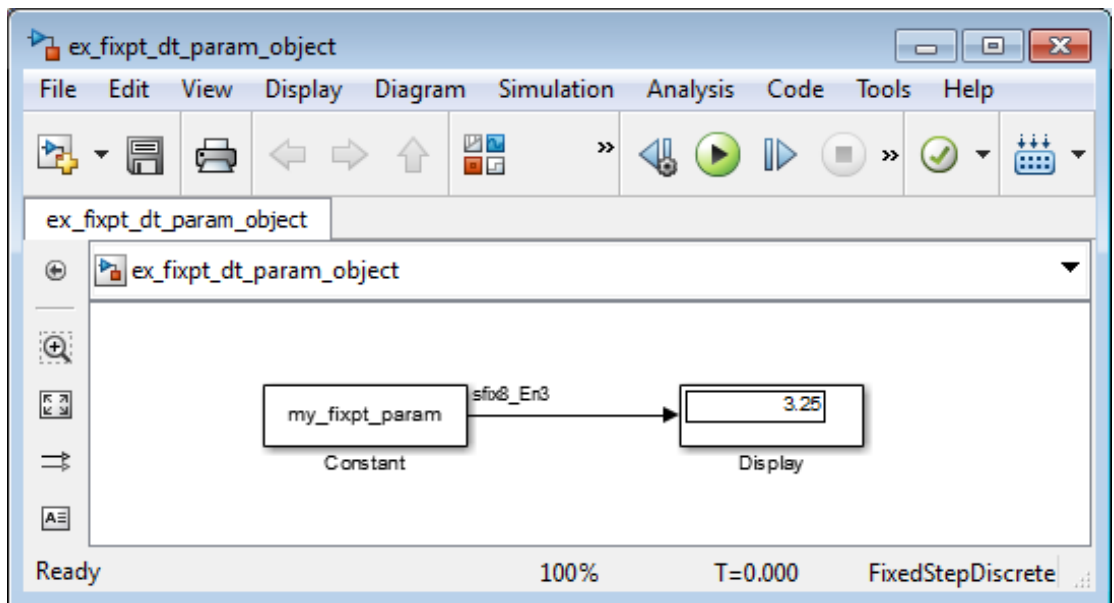 ex_fixpt_dt_param_object
File Edit View Display Diagram Simulation Analysis Code Tools Help
ex_fixpt_dt_param_object
ex_fixpt_dt_param_object
sfix8_En3
my_fixpt_param
3.25
Constant
Display
Ready 100% T=0.000 FixedStepDiscrete